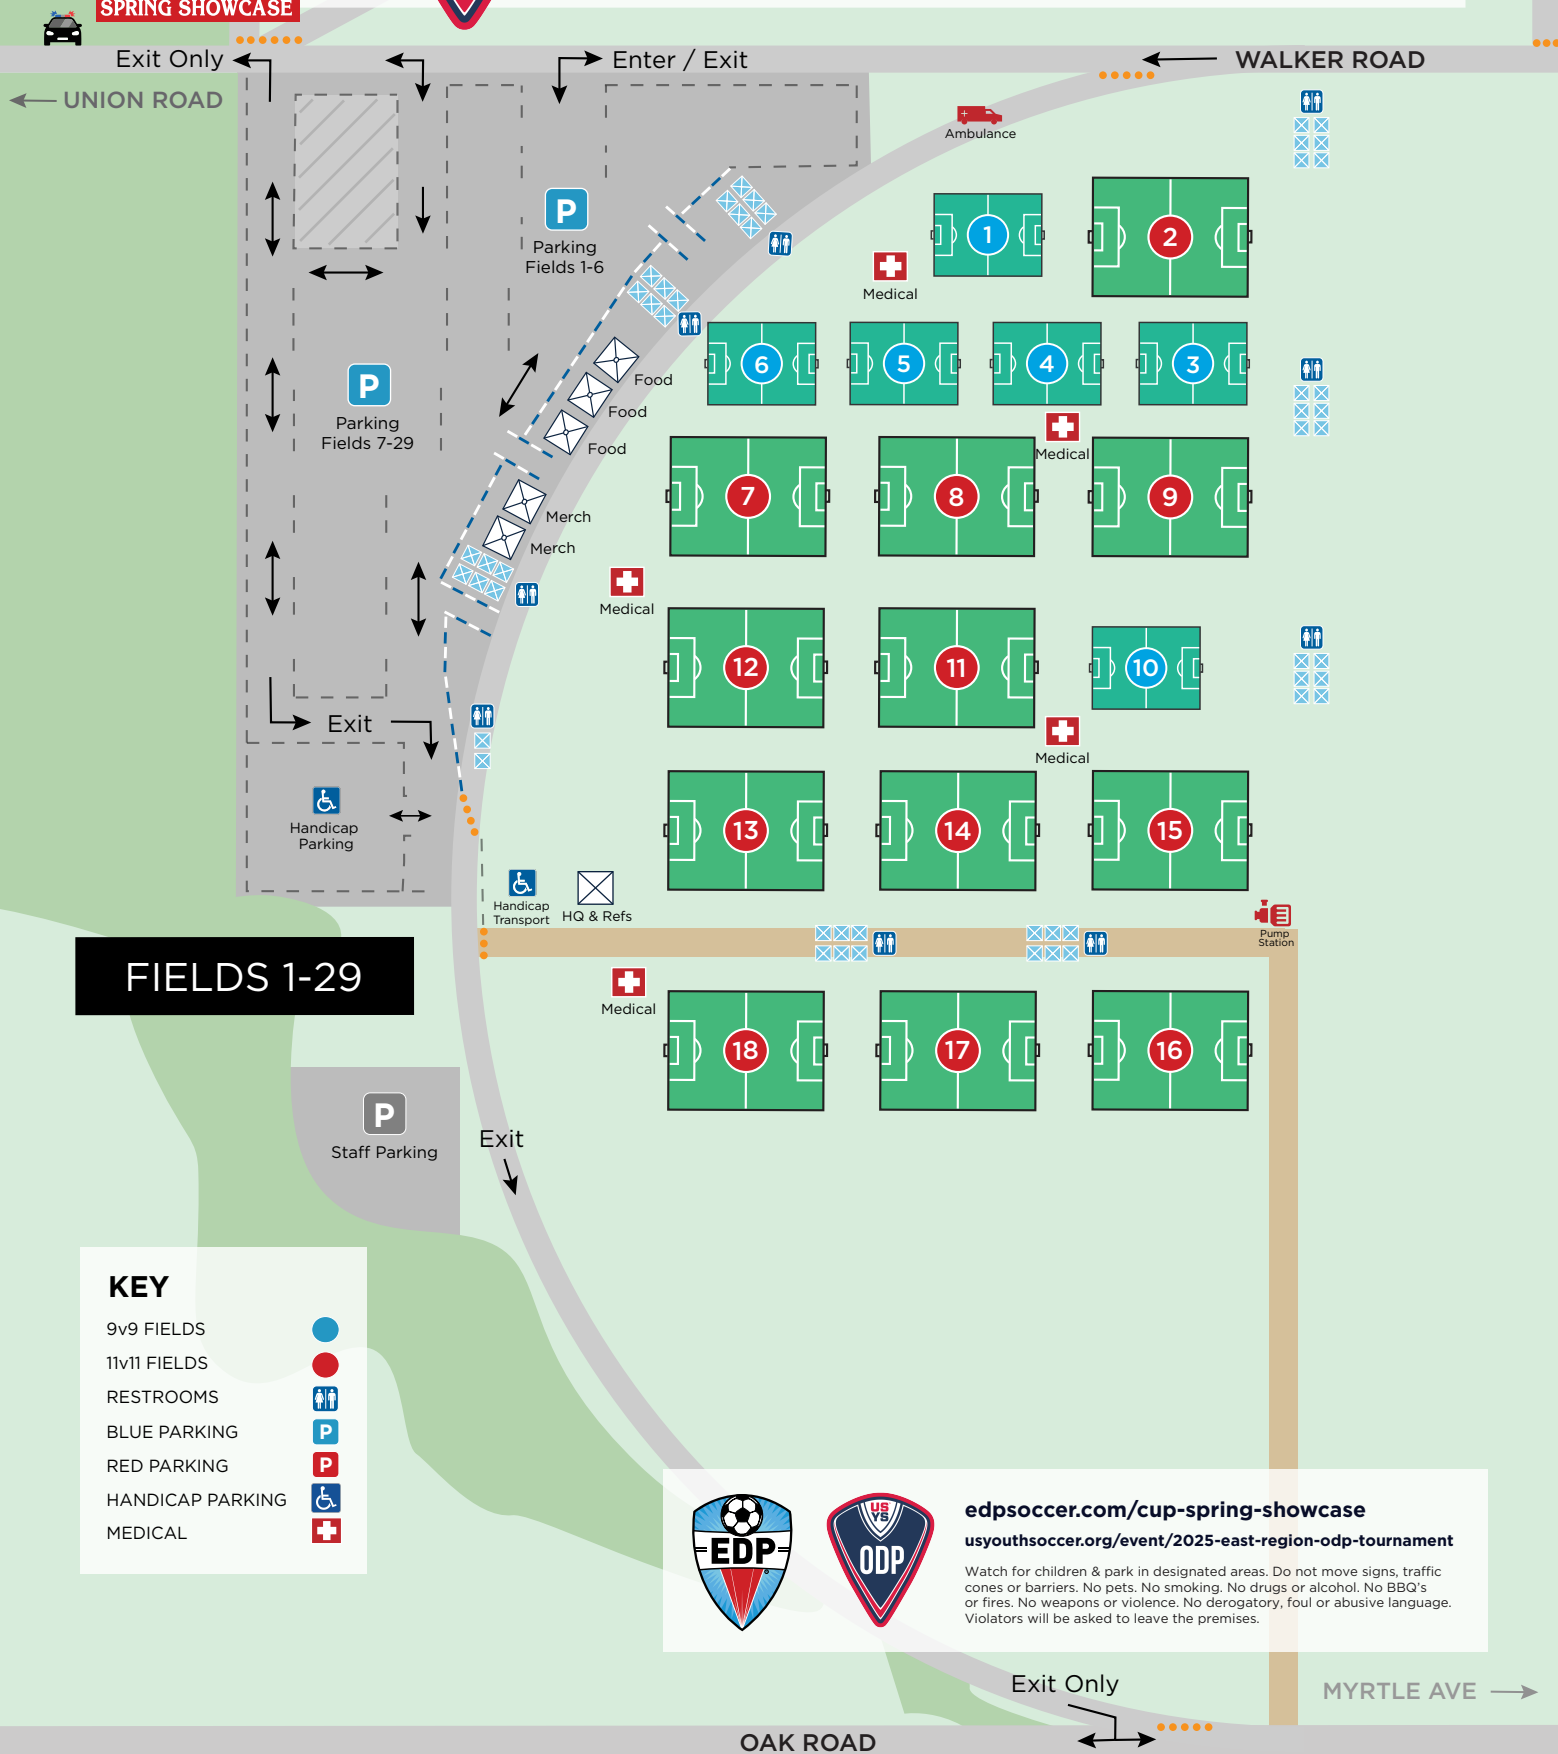 SPRING SHOWCASE
Exit Only
Enter / Exit
WALKER ROAD
UNION ROAD
Ambulance
P
Parking
Fields 1-6
Medical
1
2
6
5
4
3
P
Parking
Fields 7-29
Food
Food
Food
Medical
7
8
9
Merch
Merch
Medical
12
11
10
Exit
Medical
Handicap
Parking
13
14
15
Handicap
Transport
HQ & Refs
Pump
Station
FIELDS 1-29
Medical
18
17
16
P
Staff Parking
Exit
KEY
9v9 FIELDS
11v11 FIELDS
RESTROOMS
BLUE PARKING P
RED PARKING P
HANDICAP PARKING
MEDICAL
EDP
US
YS
ODP
edpsoccer.com/cup-spring-showcase
usyouthsoccer.org/event/2025-east-region-odp-tournament
Watch for children & park in designated areas. Do not move signs, traffic
cones or barriers. No pets. No smoking. No drugs or alcohol. No BBQ's
or fires. No weapons or violence. No derogatory, foul or abusive language.
Violators will be asked to leave the premises.
Exit Only
MYRTLE AVE
OAK ROAD